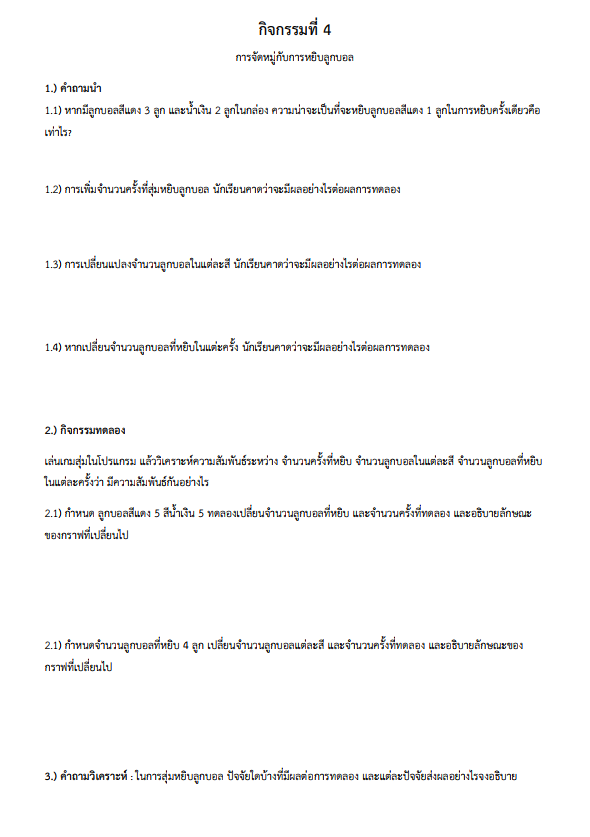 กิจกรรมที่ 4
การจัดหมู่กับการหยิบลูกบอล
1.) คำถามนำ
1.1) หากมีลูกบอลสีแดง 3 ลูก และน้ำเงิน 2 ลูกในกล่อง ความน่าจะเป็นที่จะหยิบลูกบอลสีแดง 1 ลูกในการหยิบครั้งเดียวคือ
เท่าไร?
1.2) การเพิ่มจำนวนครั้งที่สุ่มหยิบลูกบอล นักเรียนคาดว่าจะมีผลอย่างไรต่อผลการทดลอง
1.3) การเปลี่ยนแปลงจำนวนลูกบอลในแต่ละสี นักเรียนคาดว่าจะมีผลอย่างไรต่อผลการทดลอง
1.4) หากเปลี่ยนจำนวนลูกบอลที่หยิบในแต่ะครั้ง นักเรียนคาดว่าจะมีผลอย่างไรต่อผลการทดลอง
2.) กิจกรรมทดลอง
เล่นเกมสุ่มในโปรแกรม แล้ววิเคราะห์ความสัมพันธ์ระหว่าง จำนวนครั้งที่หยิบ จำนวนลูกบอลในแต่ละสี จำนวนลูกบอลที่หยิบ
ในแต่ละครั้งว่า มีความสัมพันธ์กันอย่างไร
2.1) กำหนด ลูกบอลสีแดง 5 สีน้ำเงิน 5 ทดลองเปลี่ยนจำนวนลูกบอลที่หยิบ และจำนวนครั้งที่ทดลอง และอธิบายลักษณะ
ของกราฟที่เปลี่ยนไป
2.1) กำหนดจำนวนลูกบอลที่หยิบ 4 ลูก เปลี่ยนจำนวนลูกบอลแต่ละสี และจำนวนครั้งที่ทดลอง และอธิบายลักษณะของ
กราฟที่เปลี่ยนไป
3.) คำถามวิเคราะห์ : ในการสุ่มหยิบลูกบอล ปัจจัยใดบ้างที่มีผลต่อการทดลอง และแต่ละปัจจัยส่งผลอย่างไรจงอธิบาย